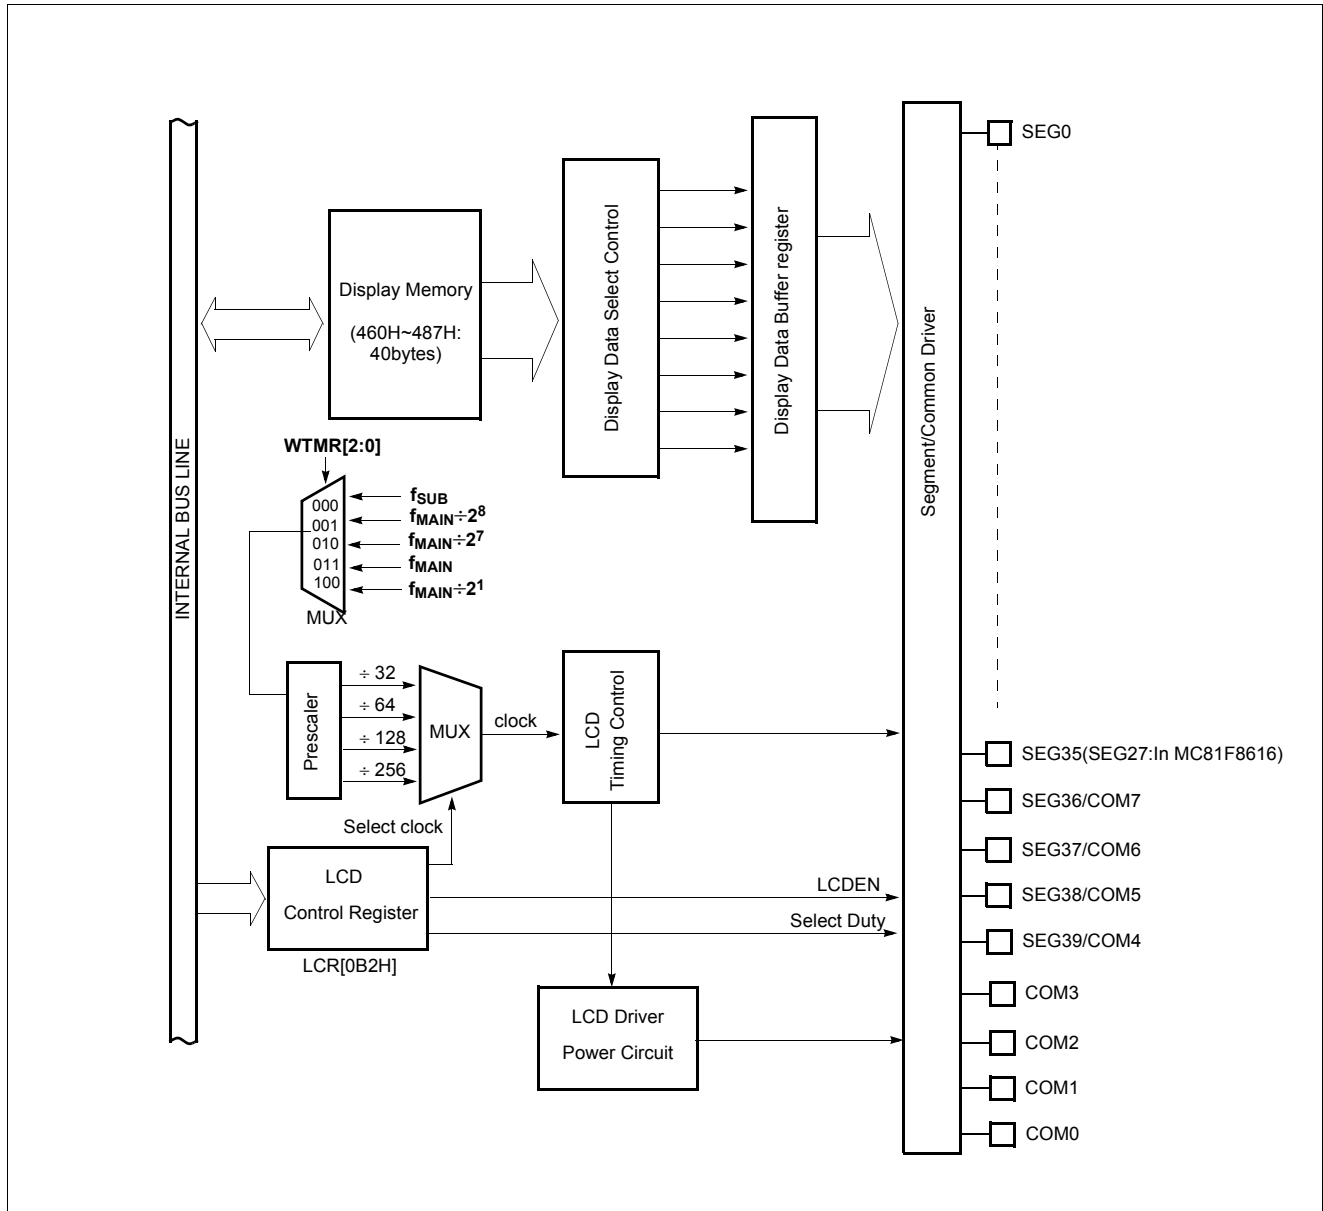 SEG0
INTERNAL BUS LINE
Display Memory
(460H~487H:
40bytes)
Display Data Select Control
Display Data Buffer register
Segment/Common Driver
WTMR[2:0]
000
001
010
011
100
MUX
fSUB
fMAIN÷2⁸
fMAIN÷2⁷
fMAIN
fMAIN÷2¹
Prescaler
÷ 32
÷ 64
÷ 128
÷ 256
MUX
clock
LCD
Timing Control
Select clock
LCD
Control Register
LCR[0B2H]
LCDEN
Select Duty
LCD Driver
Power Circuit
SEG35(SEG27:In MC81F8616)
SEG36/COM7
SEG37/COM6
SEG38/COM5
SEG39/COM4
COM3
COM2
COM1
COM0